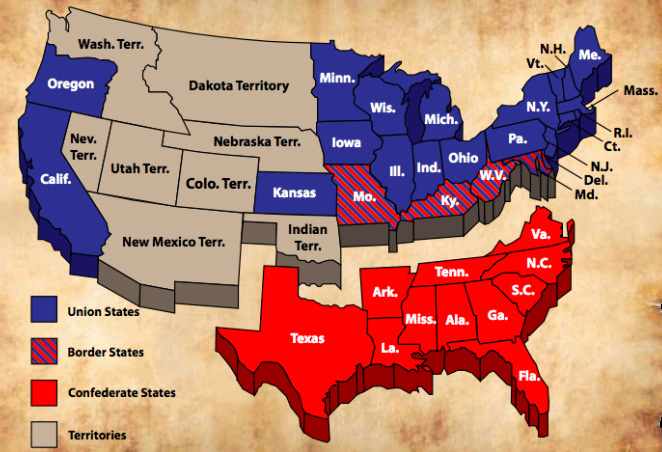 Wash. Terr.
Oregon
Dakota Territory
Minn.
Wis.
Mich.
N.H.
Vt.
Me.
Mass.
N.Y.
R.I.
Ct.
N.J.
Del.
Md.
Pa.
Nev.
Terr.
Utah Terr.
Nebraska Terr.
Iowa
Ill.
Ind.
Ohio
W.V.
Calif.
Colo. Terr.
Kansas
Mo.
Ky.
New Mexico Terr.
Indian
Terr.
Va.
N.C.
Tenn.
S.C.
Ark.
Miss.
Ala.
Ga.
Texas
La.
Fla.
Union States
Border States
Confederate States
Territories